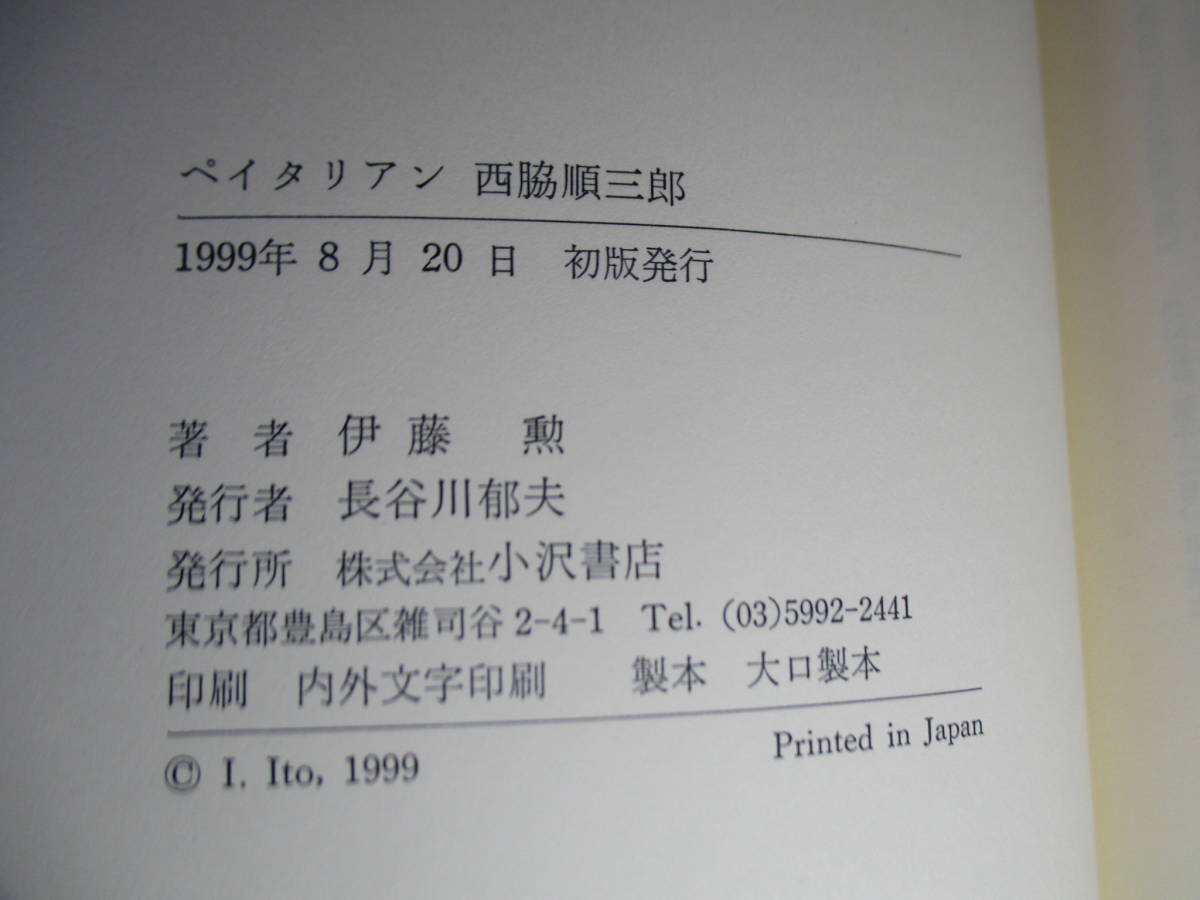 ペイタリアン 西脇順三郎
1999年 8 月 20 日 初版発行
著 者 伊 藤 勲
発行者 長谷川郁夫
発行所 株式会社小沢書店
東京都豊島区雑司谷2-4-1 Tel. (03)5992-2441
印刷 内外文字印刷 製本 大口製本
© I. Ito, 1999 Printed in Japan